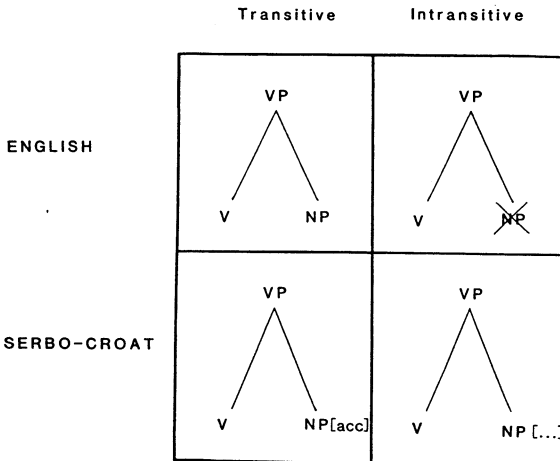 Transitive Intransitive
VP VP
ENGLISH
V NP V NP
VP VP
SERBO-CROAT
V NP[acc] V NP[...]